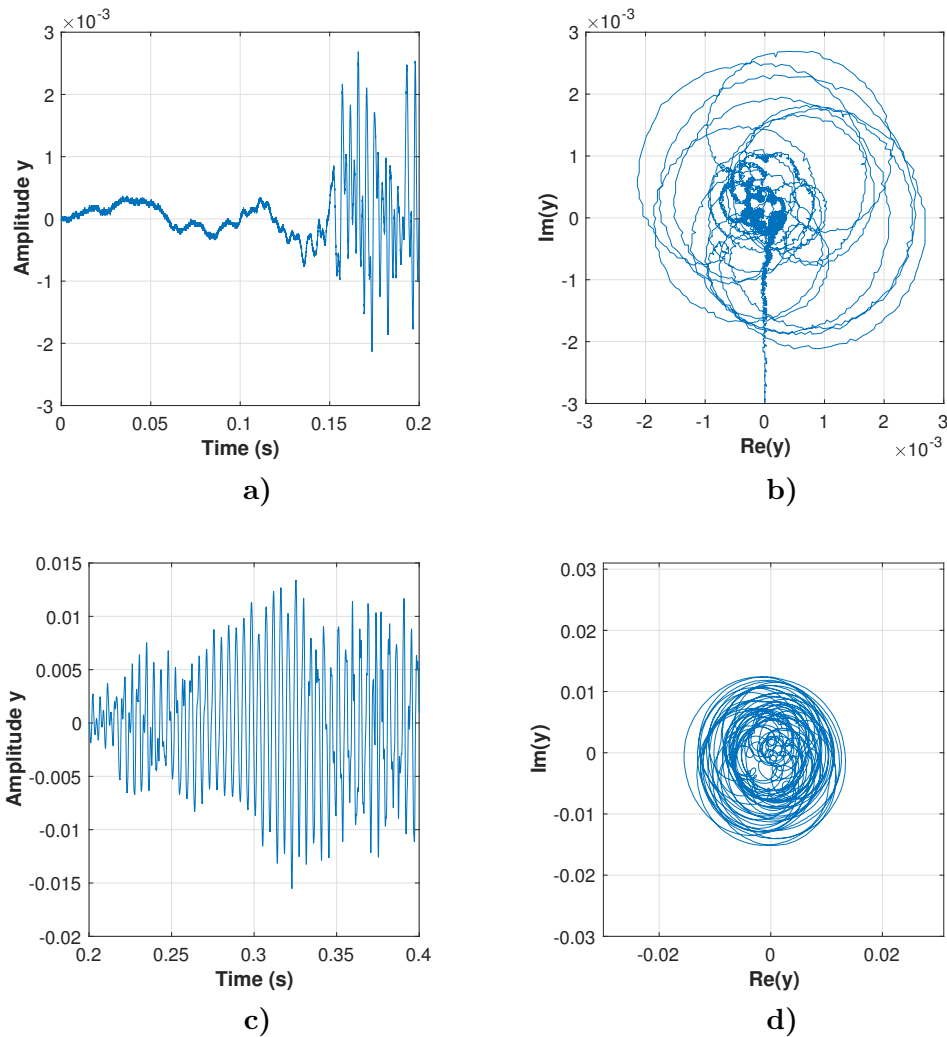 ×10⁻³
3
2
1
0
-1
-2
-3
Amplitude y
0 0.05 0.1 0.15 0.2
Time (s)
a)
3
2
1
0
-1
-2
-3
Im(y)
-3 -2 -1 0 1 2 3
Re(y)
×10⁻³
b)
0.015
0.01
0.005
0
-0.005
-0.01
-0.015
-0.02
Amplitude y
0.2 0.25 0.3 0.35 0.4
Time (s)
c)
0.03
0.02
0.01
0
-0.01
-0.02
-0.03
Im(y)
-0.02 0 0.02
Re(y)
d)